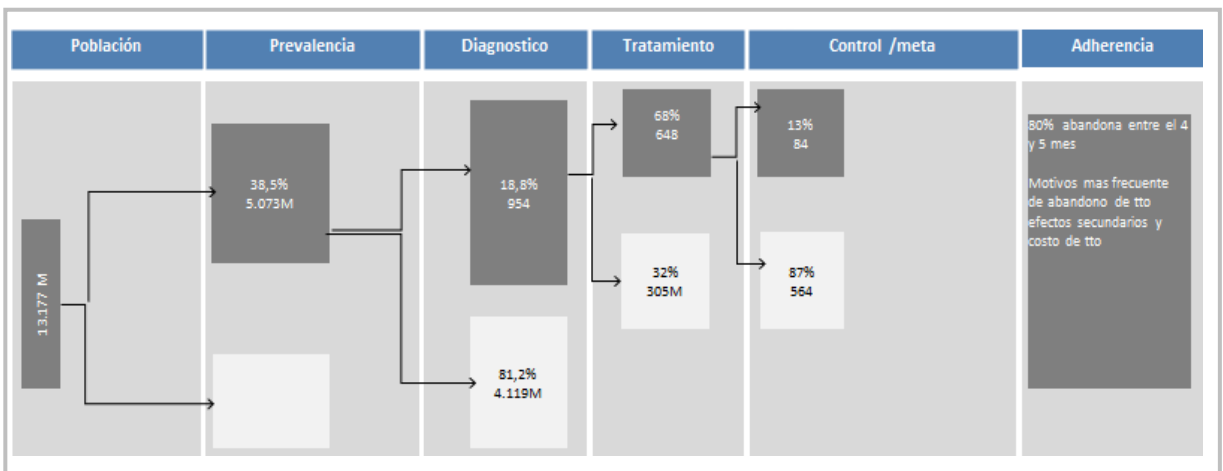 Población
Prevalencia
Diagnostico
Tratamiento
Control /meta
Adherencia
13.177 M
38,5%
5.073M
18,8%
954
81,2%
4.119M
68%
648
32%
305M
13%
84
87%
564
80% abandona entre el 4
y 5 mes
Motivos mas frecuente
de abandono de tto
efectos secundarios y
costo de tto